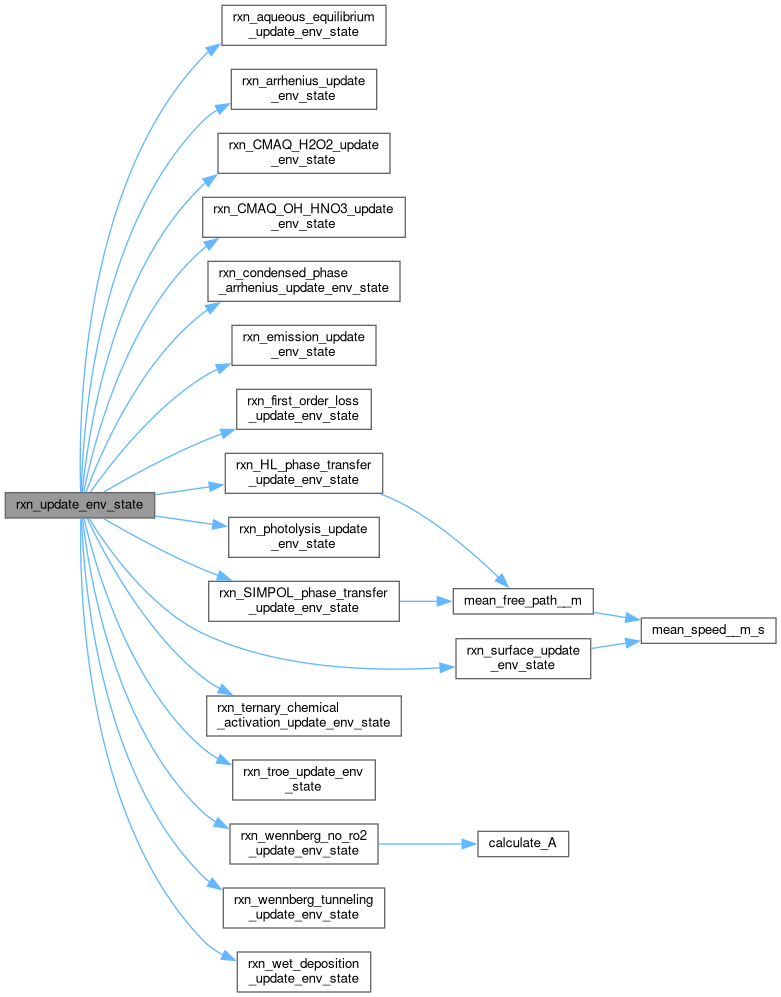 rxn_aqueous_equilibrium
_update_env_state
rxn_arrhenius_update
_env_state
rxn_CMAQ_H2O2_update
_env_state
rxn_CMAQ_OH_HNO3_update
_env_state
rxn_condensed_phase
_arrhenius_update_env_state
rxn_emission_update
_env_state
rxn_first_order_loss
_update_env_state
rxn_HL_phase_transfer
_update_env_state
rxn_update_env_state
rxn_photolysis_update
_env_state
rxn_SIMPOL_phase_transfer
_update_env_state
mean_free_path__m
mean_speed__m_s
rxn_surface_update
_env_state
rxn_ternary_chemical
_activation_update_env_state
rxn_troe_update_env
_state
rxn_wennberg_no_ro2
_update_env_state
calculate_A
rxn_wennberg_tunneling
_update_env_state
rxn_wet_deposition
_update_env_state